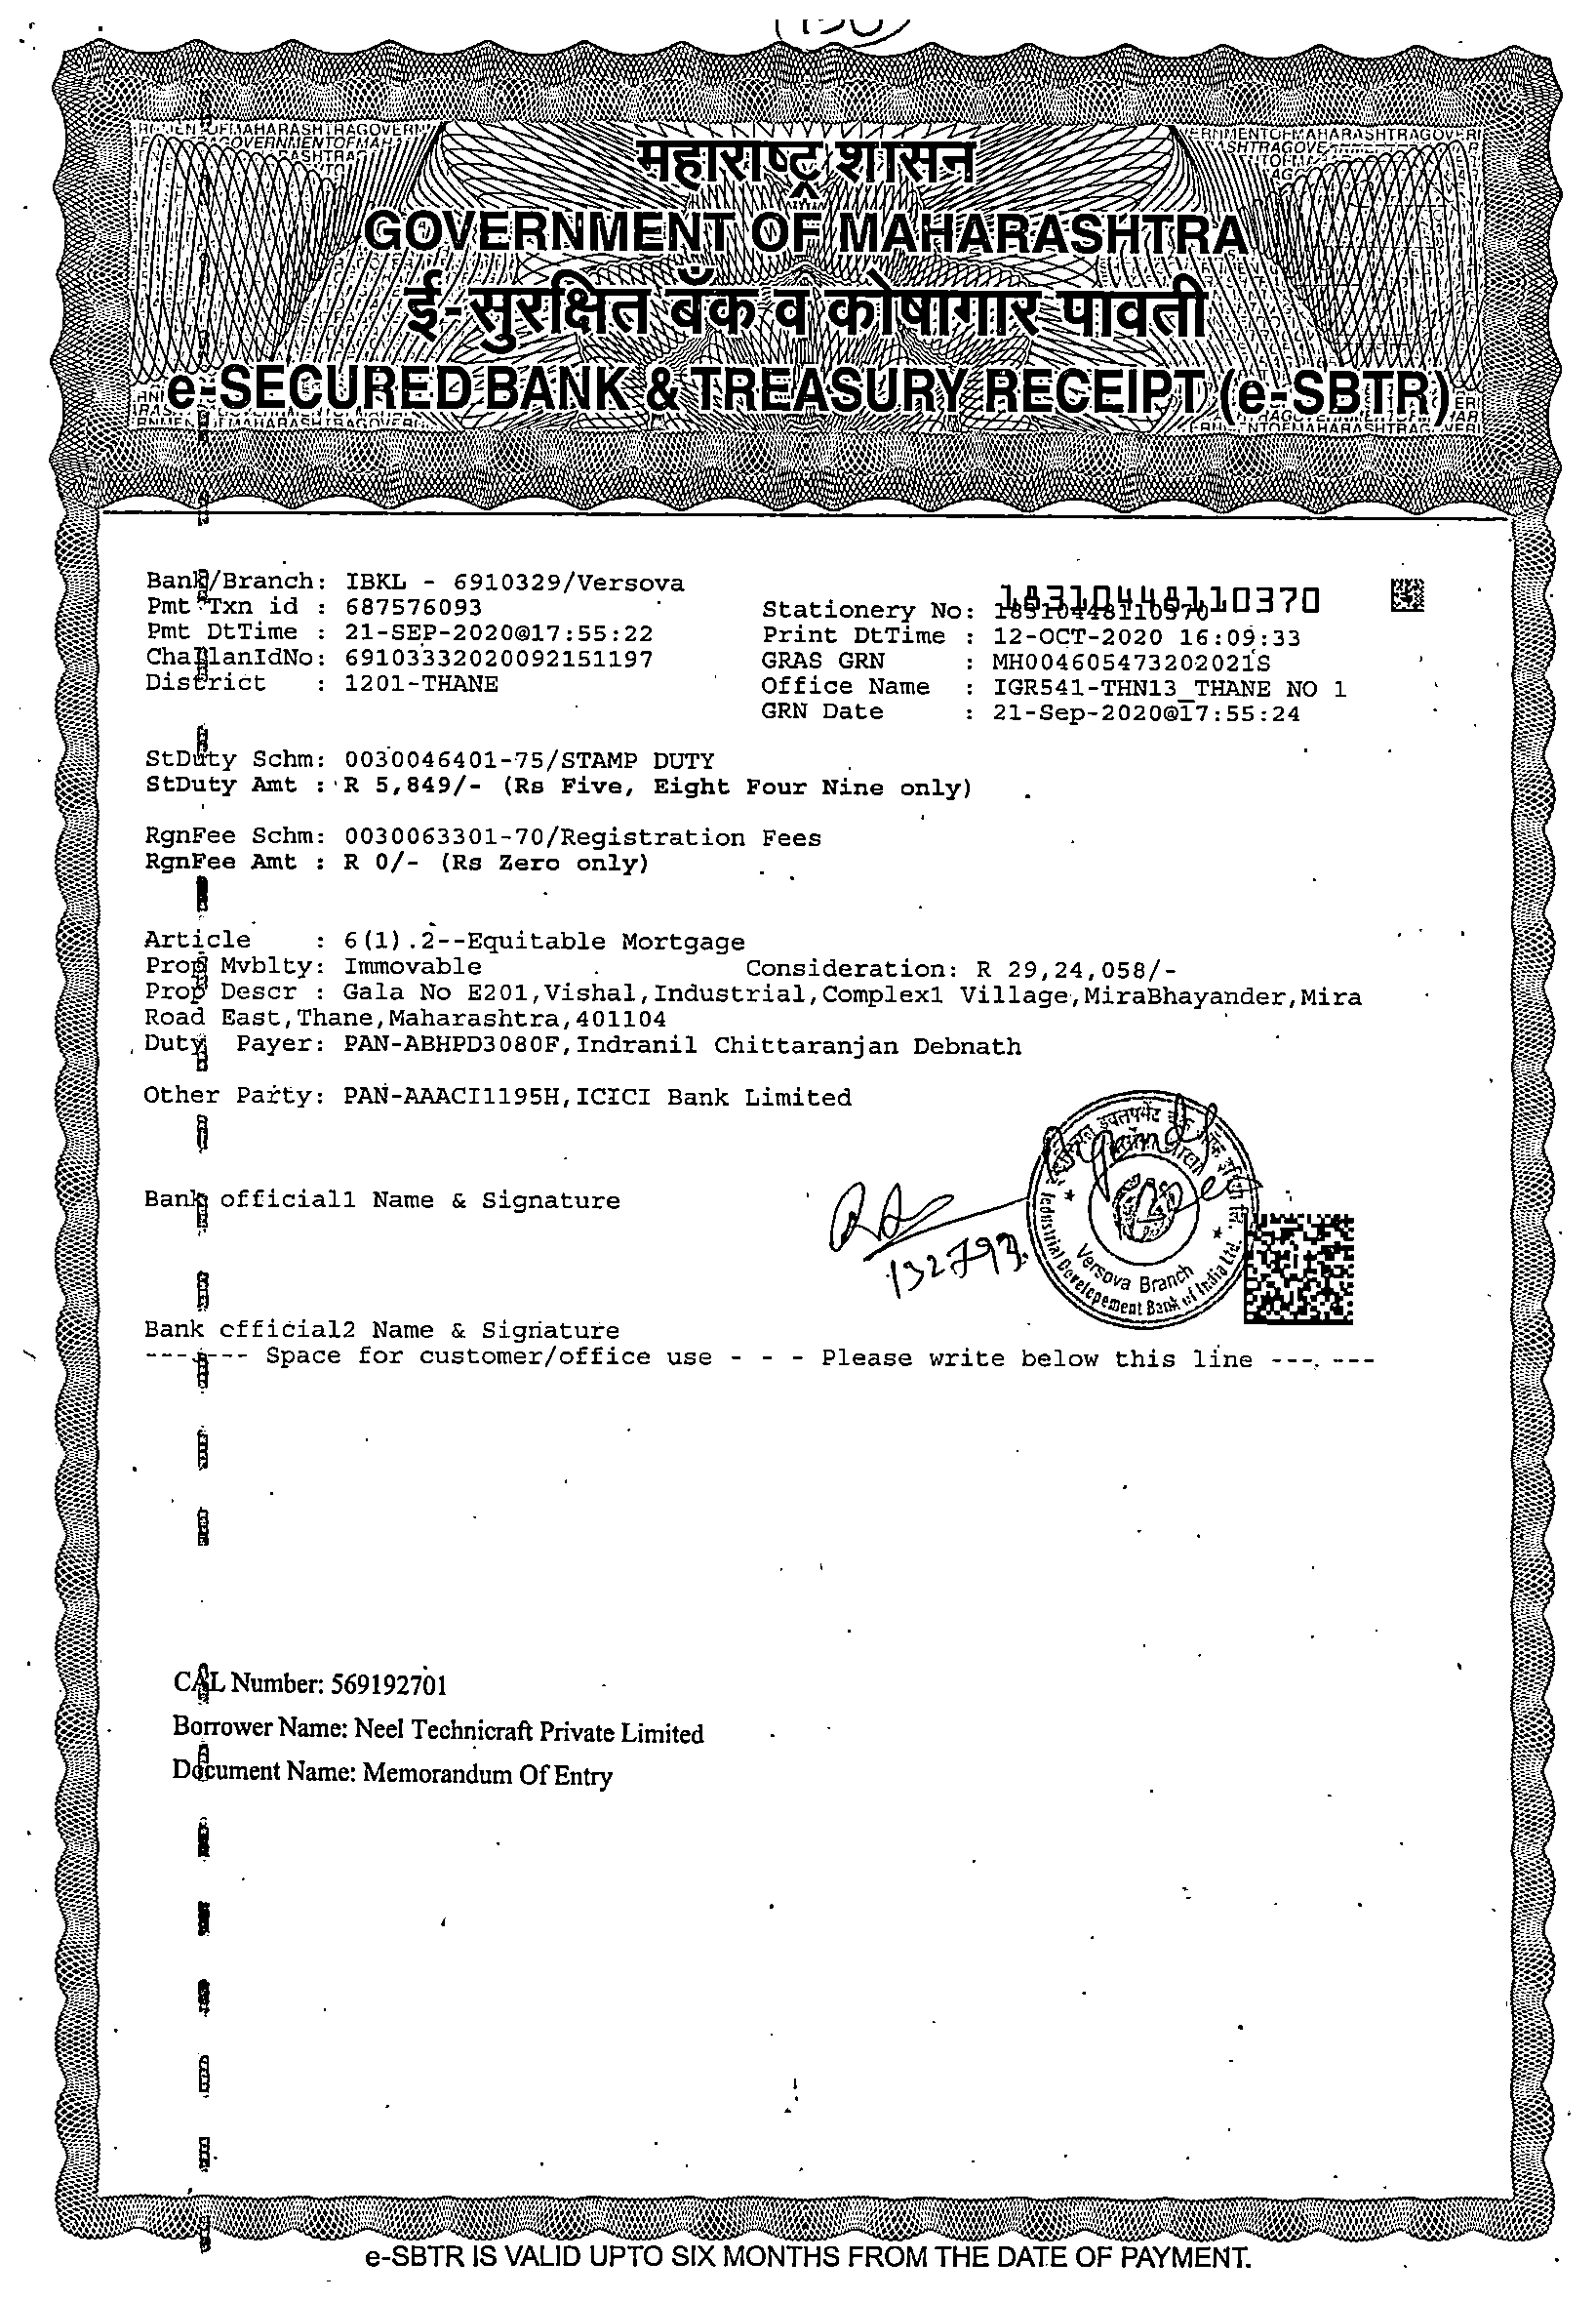 महाराष्ट्र शासन
GOVERNMENT OF MAHARASHTRA
ई-सुरक्षित बँक व कोषागार पावती
e-SECURED BANK & TREASURY RECEIPT (e-SBTR)
18310448110370
Bank/Branch: IBKL - 6910329/Versova
Pmt Txn id : 687576093
Stationery No: 18310448110370
Pmt DtTime : 21-SEP-2020@17:55:22
Print DtTime : 12-OCT-2020 16:09:33
ChallanIdNo: 69103332020092151197
GRAS GRN : MH004605473202021S
District : 1201-THANE
Office Name : IGR541-THN13_THANE NO 1
GRN Date : 21-Sep-2020@17:55:24
StDuty Schm: 0030046401-75/STAMP DUTY
StDuty Amt : R 5,849/- (Rs Five, Eight Four Nine only)
RgnFee Schm: 0030063301-70/Registration Fees
RgnFee Amt : R 0/- (Rs Zero only)
Article : 6(1).2--Equitable Mortgage
Prop Mvblty: Immovable Consideration: R 29,24,058/-
Prop Descr : Gala No E201,Vishal,Industrial,Complex1 Village,MiraBhayander,Mira
Road East,Thane,Maharashtra,401104
Duty Payer: PAN-ABHPD3080F,Indranil Chittaranjan Debnath
Other Party: PAN-AAACI1195H,ICICI Bank Limited
Bank official1 Name & Signature
132793
Versova Branch
Industrial Developement Bank of India Ltd.
Bank official2 Name & Signature
--- --- Space for customer/office use - - - Please write below this line --- ---
CAL Number: 569192701
Borrower Name: Neel Technicraft Private Limited
Document Name: Memorandum Of Entry
e-SBTR IS VALID UPTO SIX MONTHS FROM THE DATE OF PAYMENT.